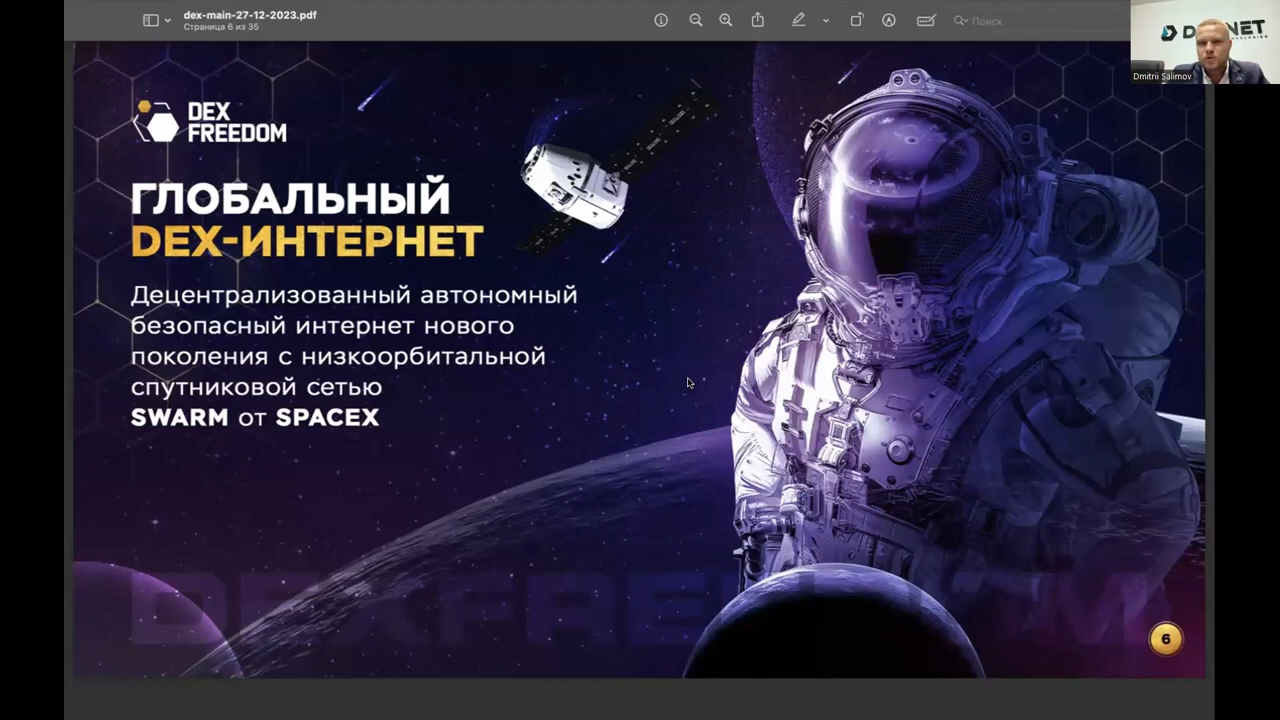 dex-main-27-12-2023.pdf
Страница 6 из 35
Поиск
Dmitrii Salimov
DEX
FREEDOM
ГЛОБАЛЬНЫЙ
DEX-ИНТЕРНЕТ
Децентрализованный автономный
безопасный интернет нового
поколения с низкоорбитальной
спутниковой сетью
SWARM от SPACEX
DEXFREEDOM
6